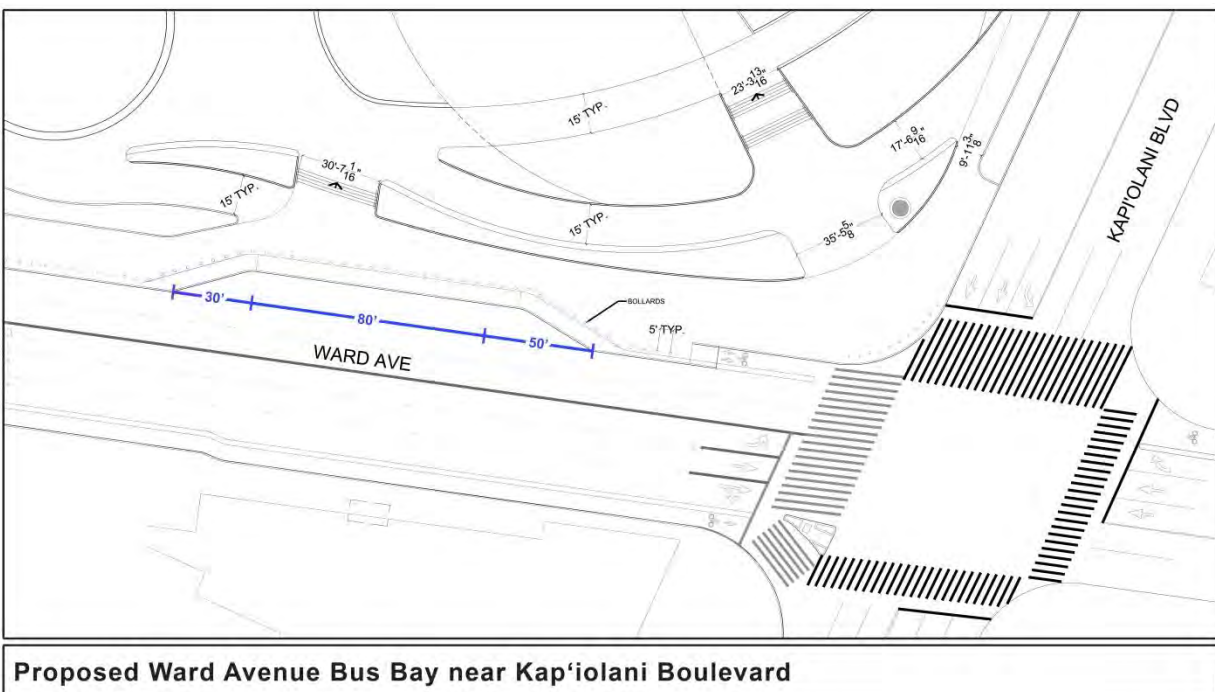 23'-3 13/16"
15' TYP.
17'-6 9/16"
9'-11 3/8"
KAPI'OLANI BLVD
30'-7 1/16"
15' TYP.
15' TYP.
35'-5 5/8"
BOLLARDS
30'
80'
50'
5' TYP.
WARD AVE
Proposed Ward Avenue Bus Bay near Kap‘iolani Boulevard